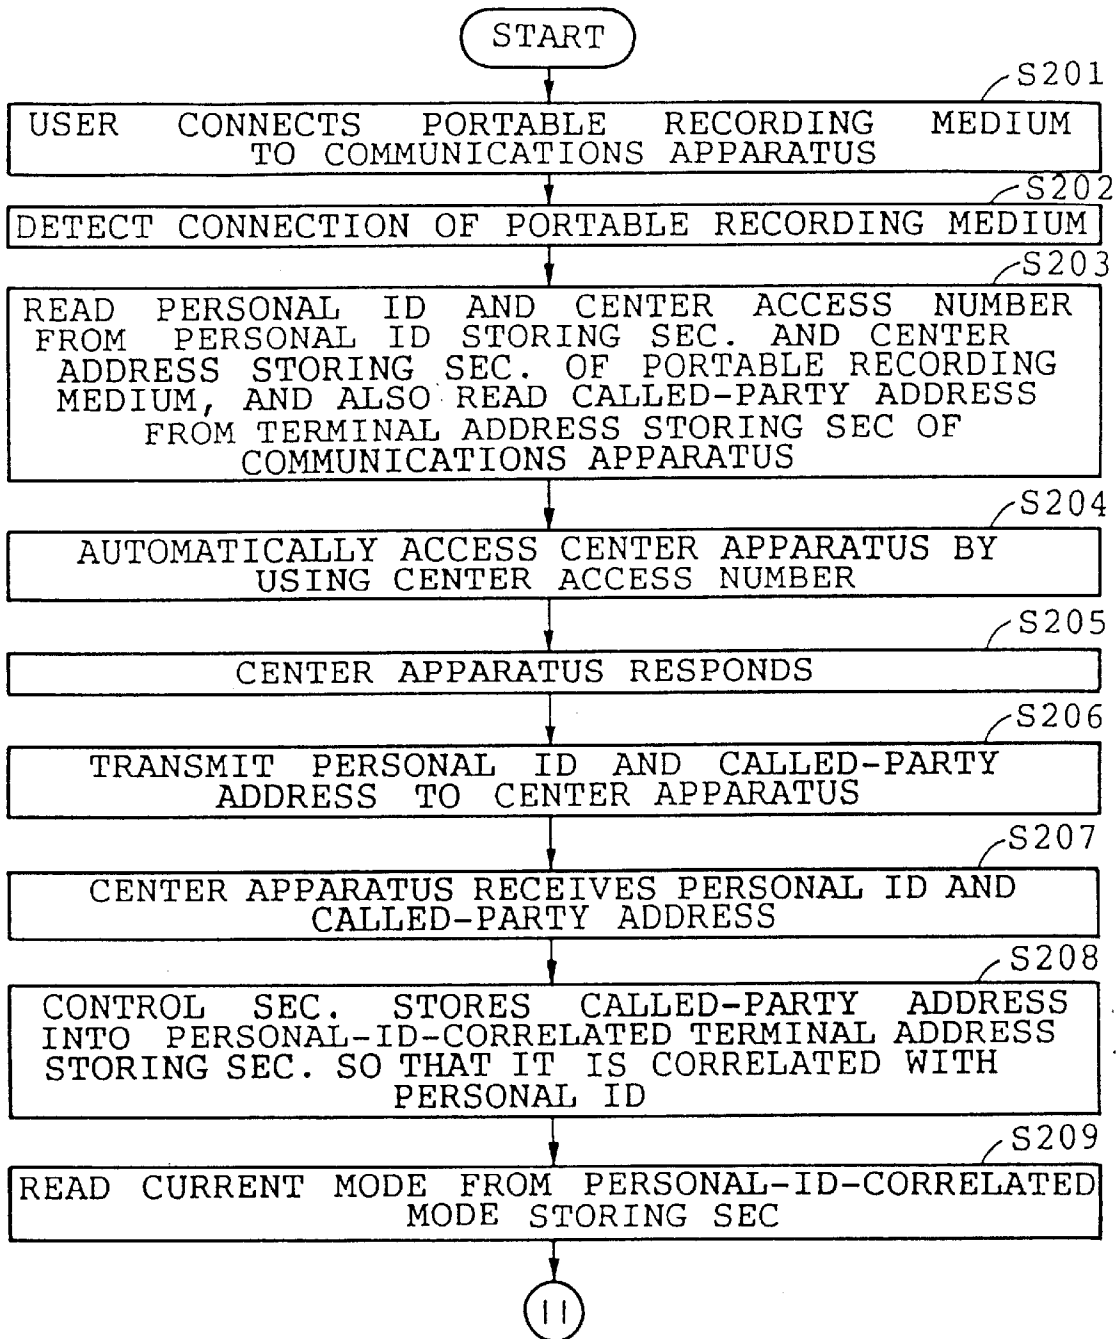 START
S201
USER CONNECTS PORTABLE RECORDING MEDIUM
TO COMMUNICATIONS APPARATUS
S202
DETECT CONNECTION OF PORTABLE RECORDING MEDIUM
S203
READ PERSONAL ID AND CENTER ACCESS NUMBER
FROM PERSONAL ID STORING SEC. AND CENTER
ADDRESS STORING SEC. OF PORTABLE RECORDING
MEDIUM, AND ALSO READ CALLED-PARTY ADDRESS
FROM TERMINAL ADDRESS STORING SEC OF
COMMUNICATIONS APPARATUS
S204
AUTOMATICALLY ACCESS CENTER APPARATUS BY
USING CENTER ACCESS NUMBER
S205
CENTER APPARATUS RESPONDS
S206
TRANSMIT PERSONAL ID AND CALLED-PARTY
ADDRESS TO CENTER APPARATUS
S207
CENTER APPARATUS RECEIVES PERSONAL ID AND
CALLED-PARTY ADDRESS
S208
CONTROL SEC. STORES CALLED-PARTY ADDRESS
INTO PERSONAL-ID-CORRELATED TERMINAL ADDRESS
STORING SEC. SO THAT IT IS CORRELATED WITH
PERSONAL ID
S209
READ CURRENT MODE FROM PERSONAL-ID-CORRELATED
MODE STORING SEC
11